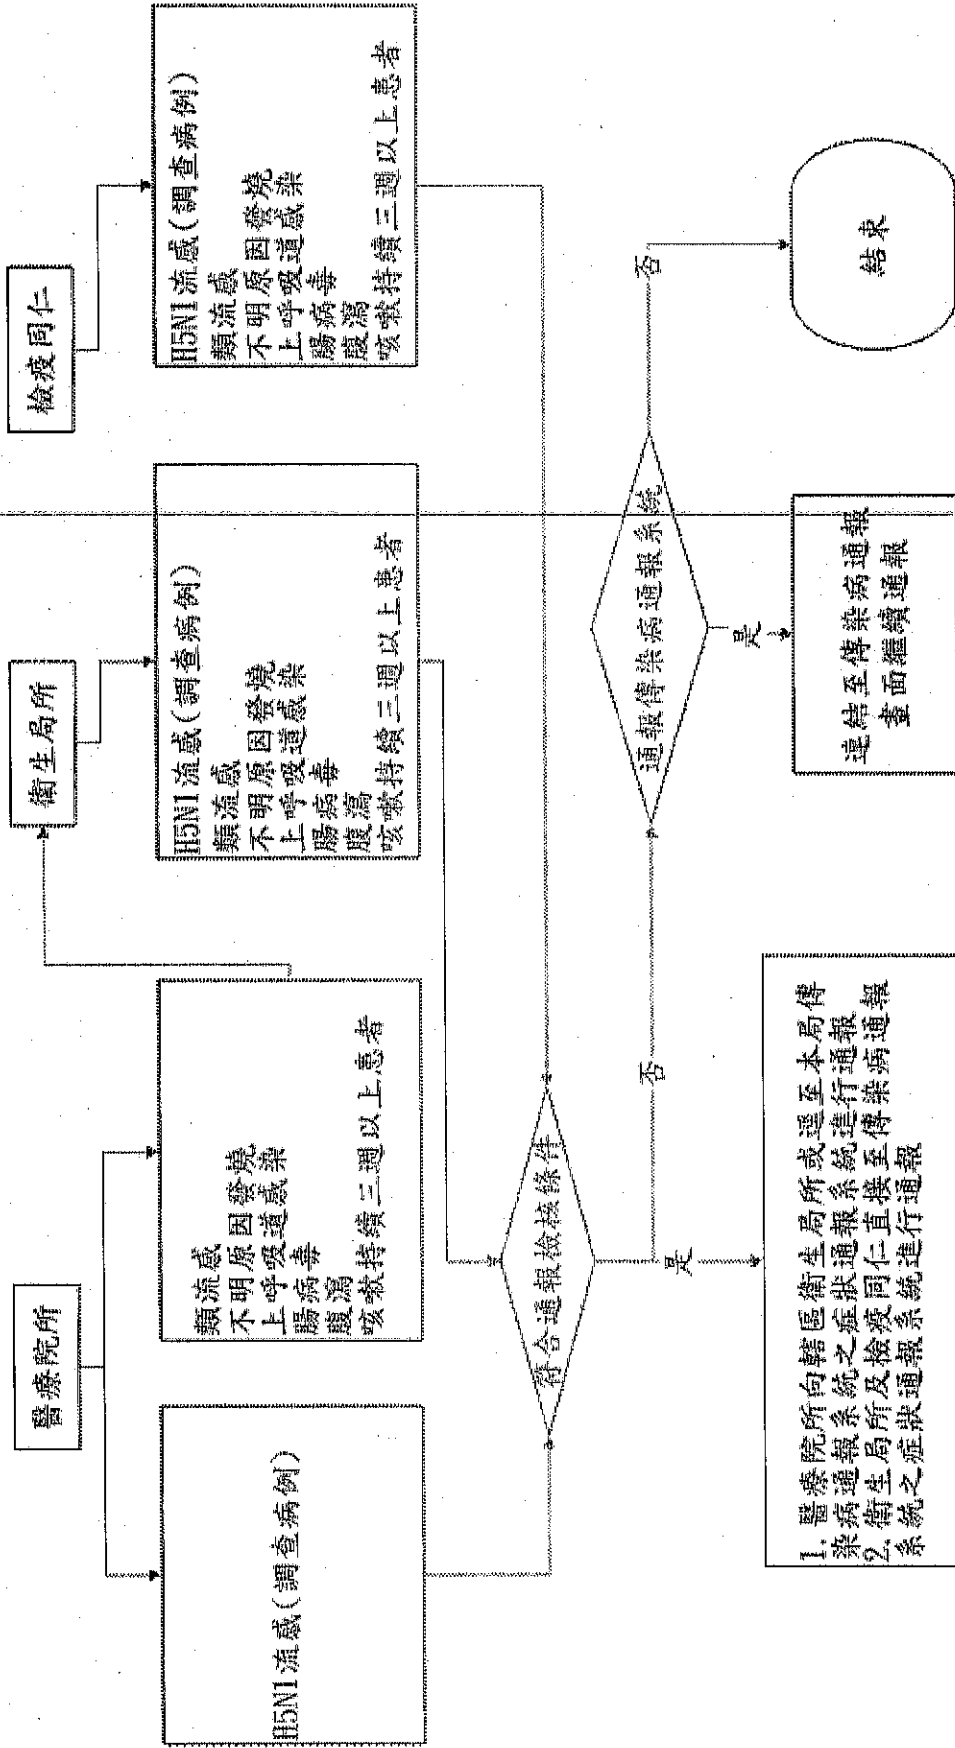 醫療院所
衛生局所
檢疫同仁
H5N1流感(調查病例)
類流感
不明原因發燒
上呼吸道感染
腸病毒
腹瀉
咳嗽持續三週以上患者
H5N1流感(調查病例)
類流感
不明原因發燒
上呼吸道感染
腸病毒
腹瀉
咳嗽持續三週以上患者
H5N1流感(調查病例)
類流感
不明原因發燒
上呼吸道感染
腸病毒
腹瀉
咳嗽持續三週以上患者
符合通報檢核條件
否
通報傳染病通報系統
否
結束
是
是
1. 醫療院所向轄區衛生局所或逕至本局傳
染病通報系統之症狀通報系統進行通報
2. 衛生局所及檢疫同仁直接至傳染病通報
系統之症狀通報系統進行通報
連結至傳染病通報
畫面繼續通報